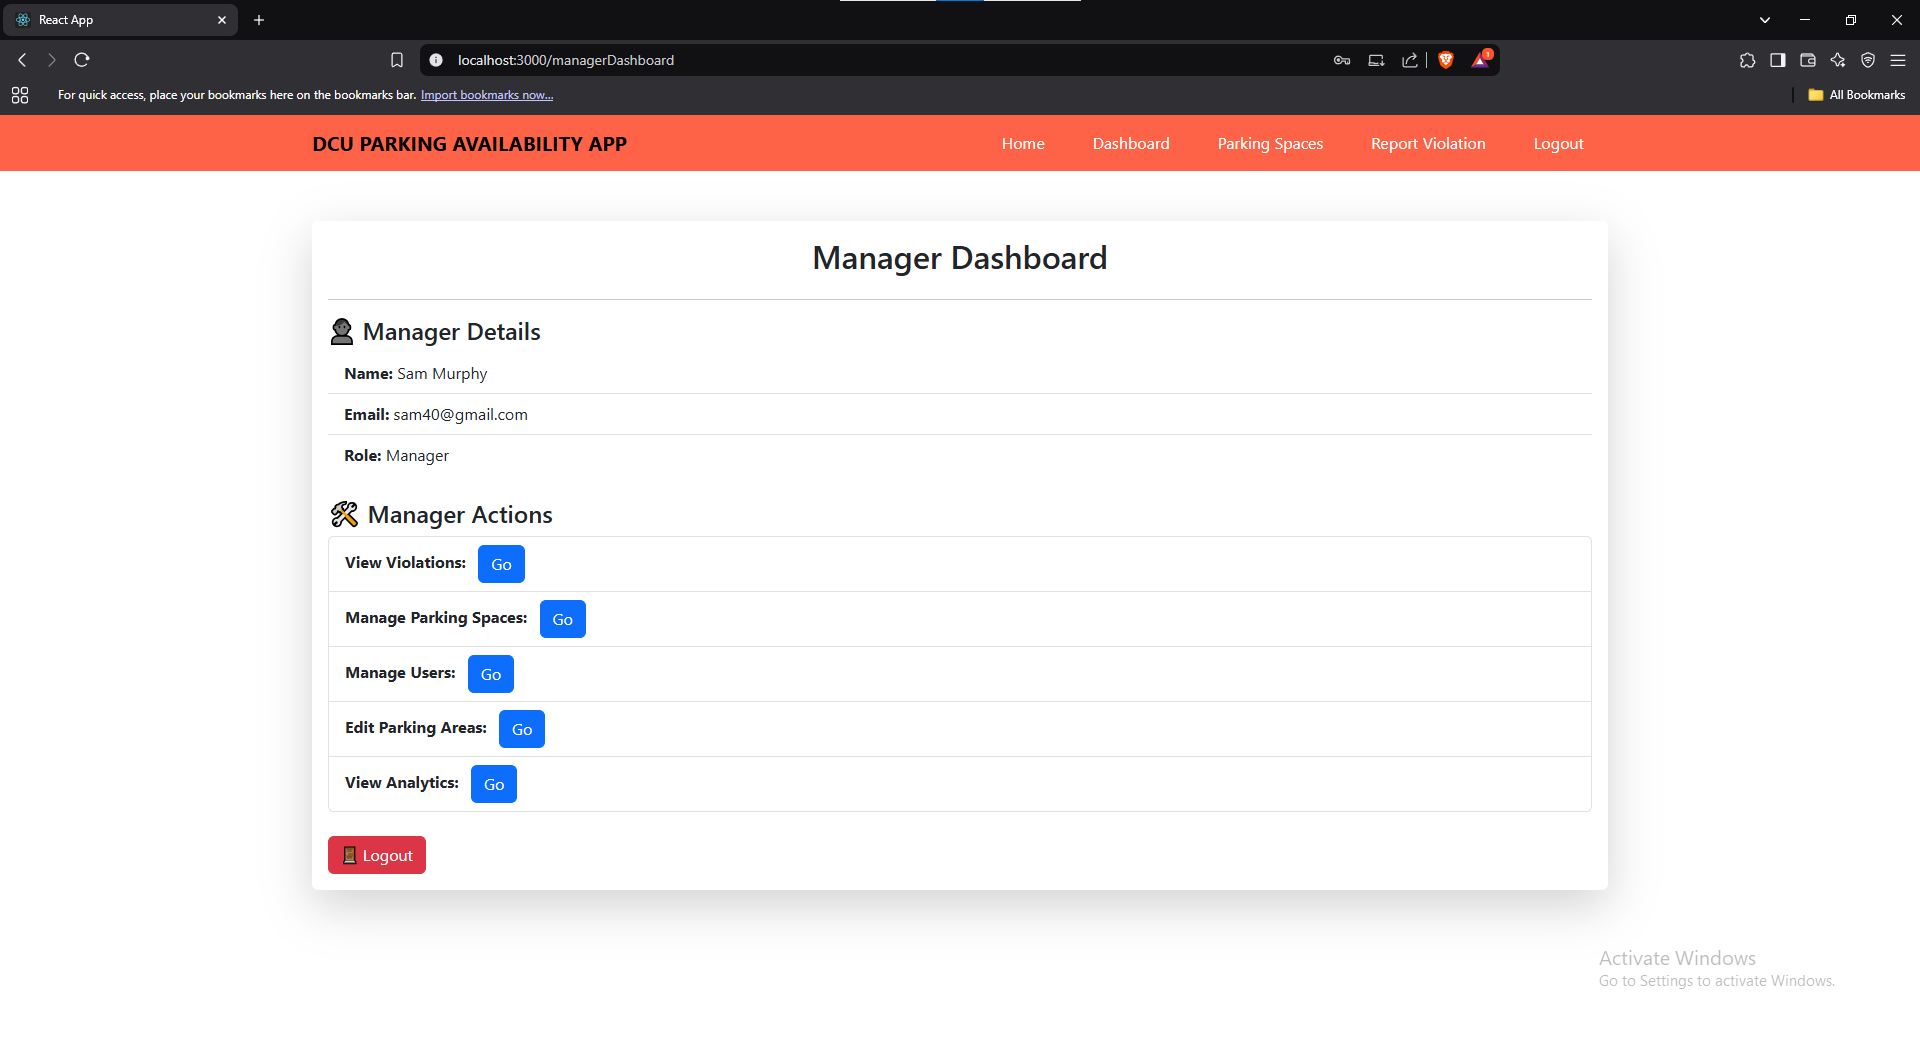 React App
localhost:3000/managerDashboard
1
For quick access, place your bookmarks here on the bookmarks bar. Import bookmarks now...
All Bookmarks
DCU PARKING AVAILABILITY APP
Home
Dashboard
Parking Spaces
Report Violation
Logout
Manager Dashboard
Manager Details
Name: Sam Murphy
Email: sam40@gmail.com
Role: Manager
Manager Actions
View Violations: Go
Manage Parking Spaces: Go
Manage Users: Go
Edit Parking Areas: Go
View Analytics: Go
Logout
Activate Windows
Go to Settings to activate Windows.